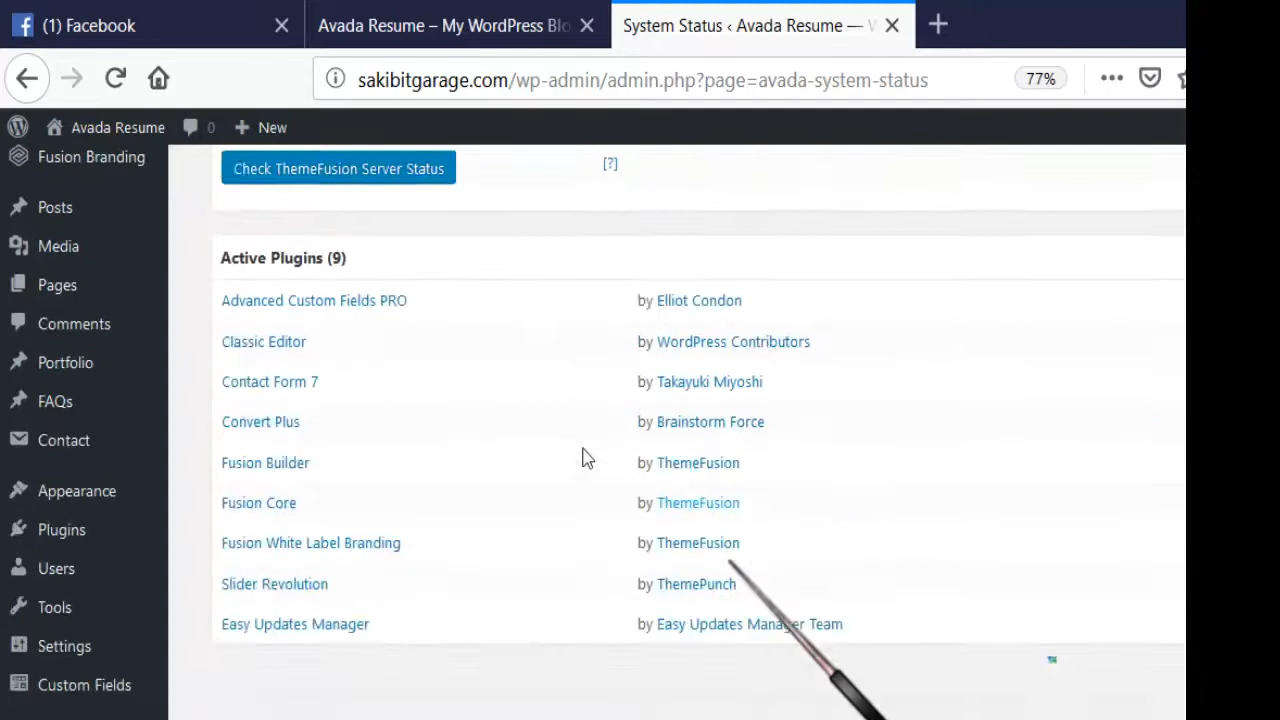 (1) Facebook
Avada Resume – My WordPress Blo
System Status ‹ Avada Resume — W
sakibitgarage.com/wp-admin/admin.php?page=avada-system-status
77%
Avada Resume
0
New
Fusion Branding
Posts
Media
Pages
Comments
Portfolio
FAQs
Contact
Appearance
Plugins
Users
Tools
Settings
Custom Fields
Check ThemeFusion Server Status
[?]
Active Plugins (9)
Advanced Custom Fields PRO by Elliot Condon
Classic Editor by WordPress Contributors
Contact Form 7 by Takayuki Miyoshi
Convert Plus by Brainstorm Force
Fusion Builder by ThemeFusion
Fusion Core by ThemeFusion
Fusion White Label Branding by ThemeFusion
Slider Revolution by ThemePunch
Easy Updates Manager by Easy Updates Manager Team